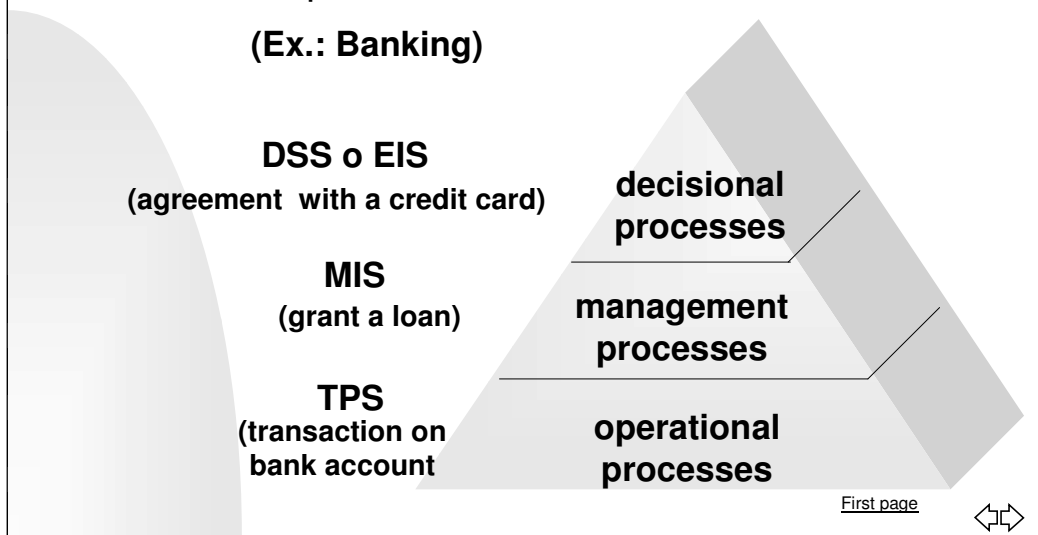 (Ex.: Banking)
DSS o EIS
(agreement with a credit card)
decisional
processes
MIS
(grant a loan)
management
processes
TPS
(transaction on
bank account
operational
processes
First page